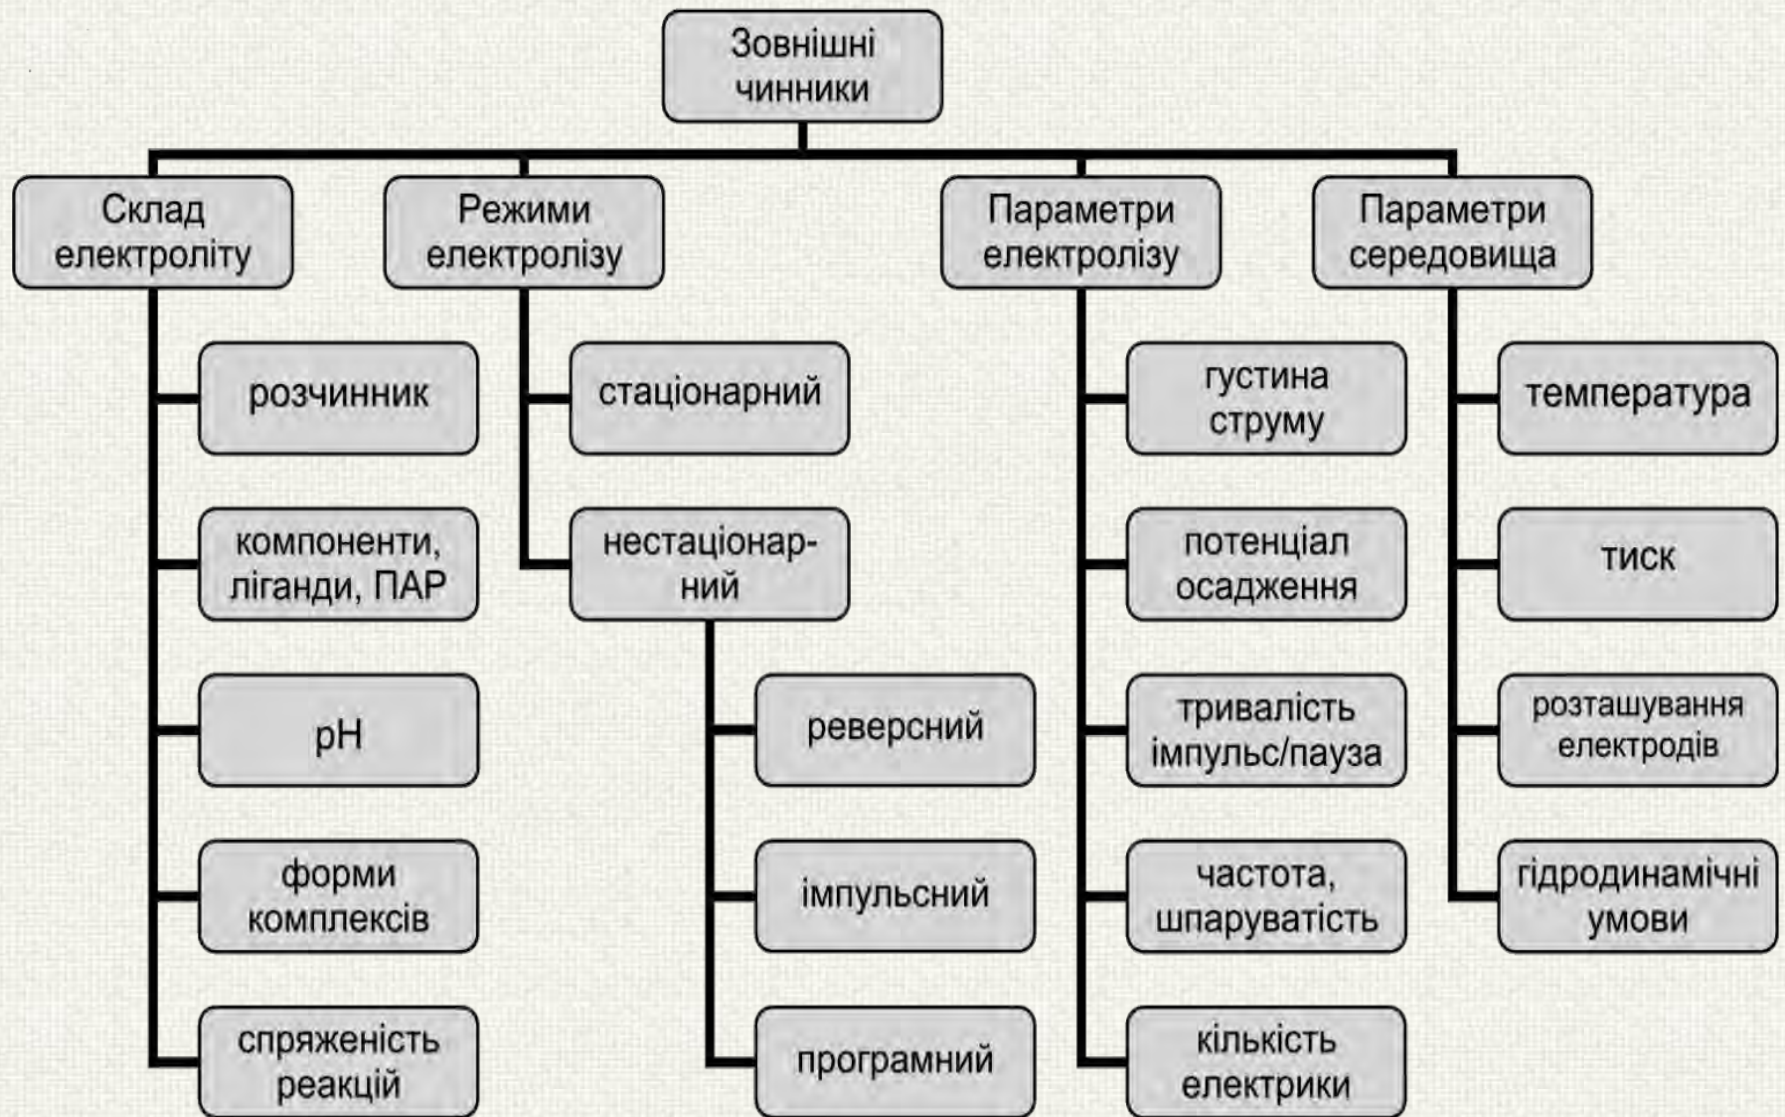 Зовнішні
чинники
Склад
електроліту
розчинник
компоненти,
ліганди, ПАР
рН
форми
комплексів
спряженість
реакцій
Режими
електролізу
стаціонарний
нестаціонар-
ний
реверсний
імпульсний
програмний
Параметри
електролізу
густина
струму
потенціал
осадження
тривалість
імпульс/пауза
частота,
шпаруватість
кількість
електрики
Параметри
середовища
температура
тиск
розташування
електродів
гідродинамічні
умови